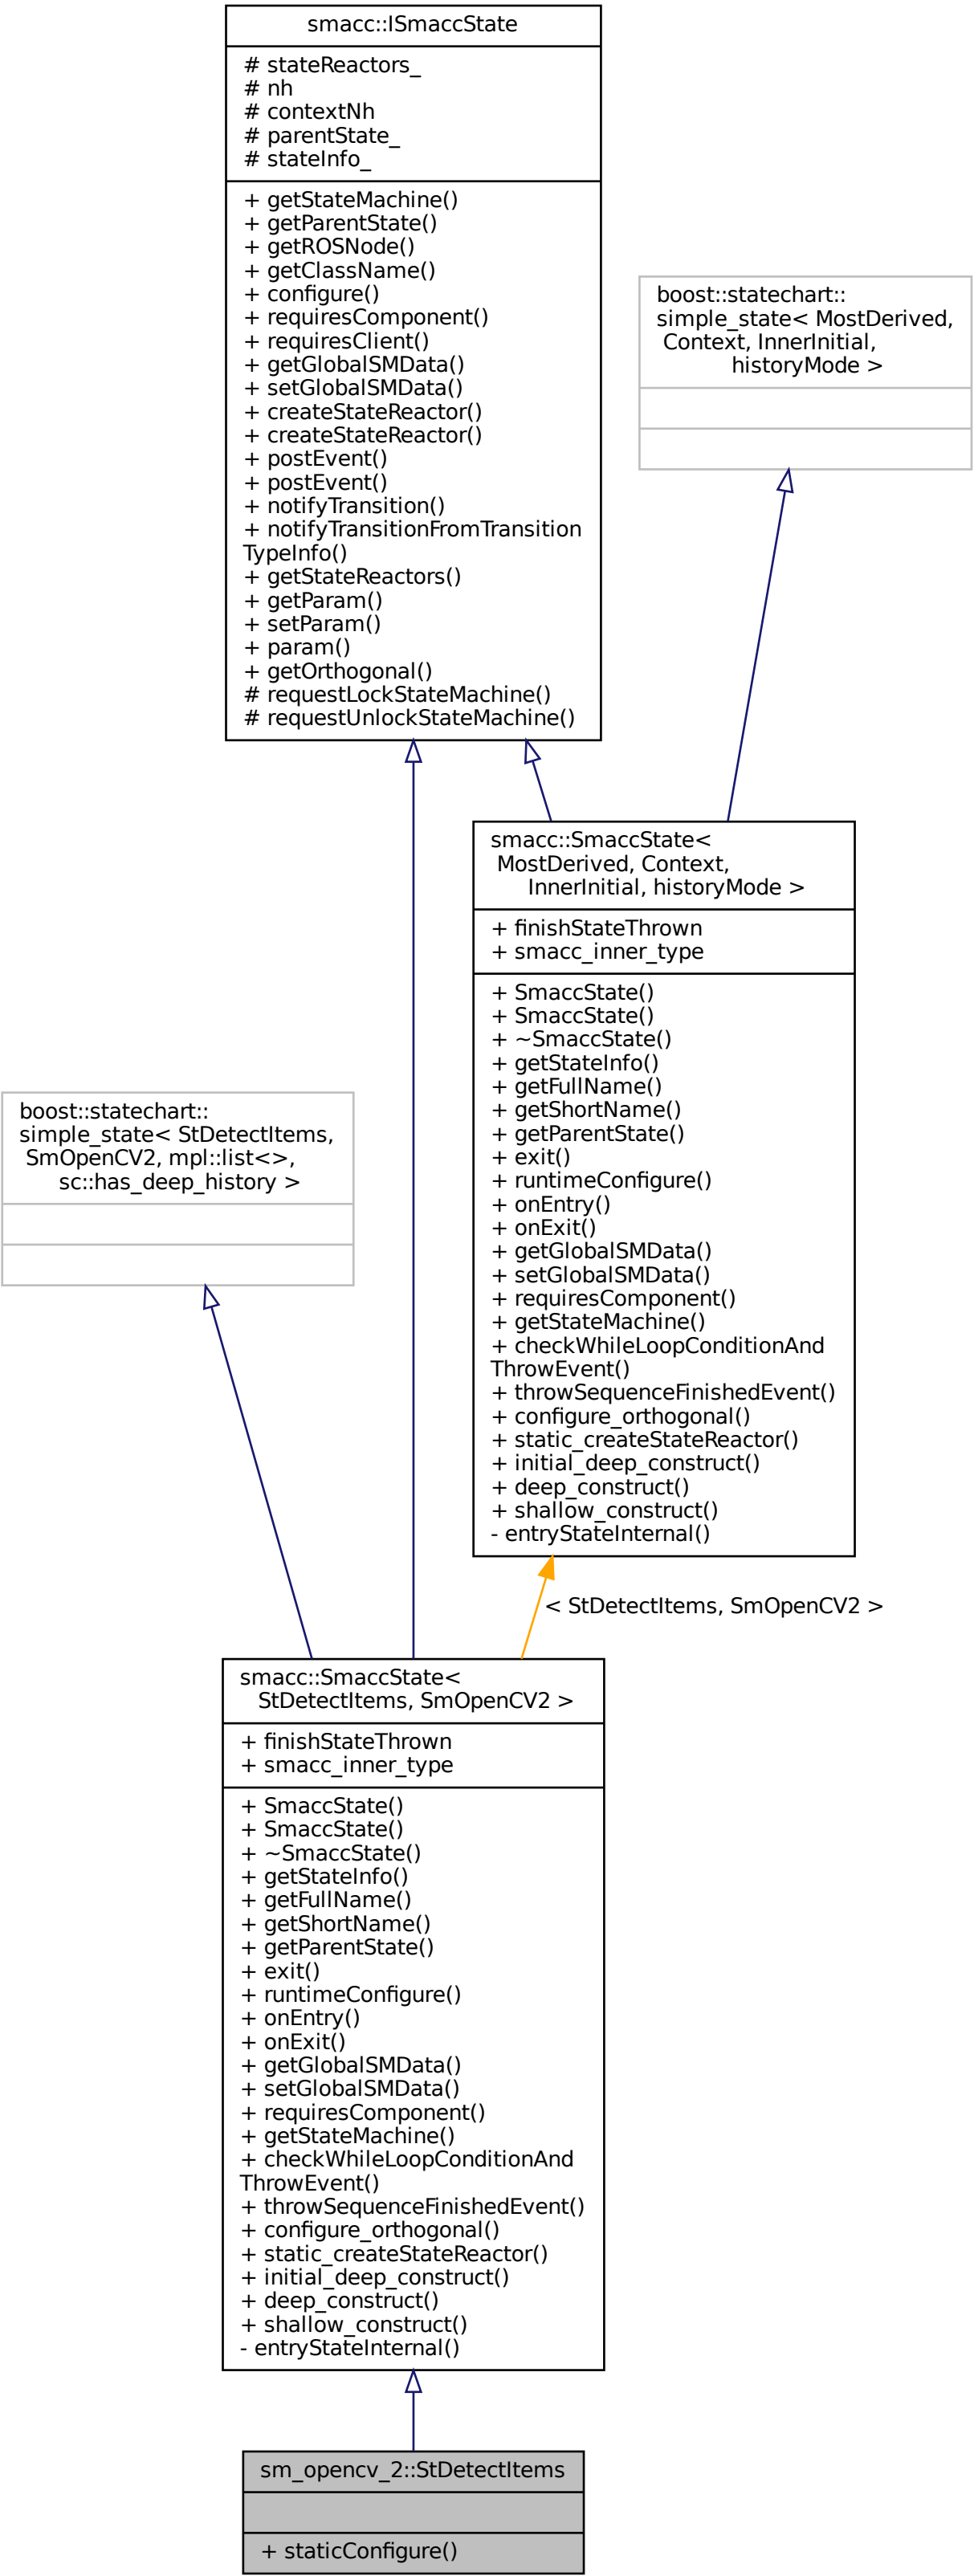 smacc::ISmaccState
# stateReactors_
# nh
# contextNh
# parentState_
# stateInfo_
+ getStateMachine()
+ getParentState()
+ getROSNode()
+ getClassName()
+ configure()
+ requiresComponent()
+ requiresClient()
+ getGlobalSMData()
+ setGlobalSMData()
+ createStateReactor()
+ createStateReactor()
+ postEvent()
+ postEvent()
+ notifyTransition()
+ notifyTransitionFromTransition
TypeInfo()
+ getStateReactors()
+ getParam()
+ setParam()
+ param()
+ getOrthogonal()
# requestLockStateMachine()
# requestUnlockStateMachine()
boost::statechart::
simple_state< MostDerived,
Context, InnerInitial,
historyMode >
smacc::SmaccState<
MostDerived, Context,
InnerInitial, historyMode >
+ finishStateThrown
+ smacc_inner_type
+ SmaccState()
+ SmaccState()
+ ~SmaccState()
+ getStateInfo()
+ getFullName()
+ getShortName()
+ getParentState()
+ exit()
+ runtimeConfigure()
+ onEntry()
+ onExit()
+ getGlobalSMData()
+ setGlobalSMData()
+ requiresComponent()
+ getStateMachine()
+ checkWhileLoopConditionAnd
ThrowEvent()
+ throwSequenceFinishedEvent()
+ configure_orthogonal()
+ static_createStateReactor()
+ initial_deep_construct()
+ deep_construct()
+ shallow_construct()
- entryStateInternal()
boost::statechart::
simple_state< StDetectItems,
SmOpenCV2, mpl::list<>,
sc::has_deep_history >
< StDetectItems, SmOpenCV2 >
smacc::SmaccState<
StDetectItems, SmOpenCV2 >
+ finishStateThrown
+ smacc_inner_type
+ SmaccState()
+ SmaccState()
+ ~SmaccState()
+ getStateInfo()
+ getFullName()
+ getShortName()
+ getParentState()
+ exit()
+ runtimeConfigure()
+ onEntry()
+ onExit()
+ getGlobalSMData()
+ setGlobalSMData()
+ requiresComponent()
+ getStateMachine()
+ checkWhileLoopConditionAnd
ThrowEvent()
+ throwSequenceFinishedEvent()
+ configure_orthogonal()
+ static_createStateReactor()
+ initial_deep_construct()
+ deep_construct()
+ shallow_construct()
- entryStateInternal()
sm_opencv_2::StDetectItems
+ staticConfigure()